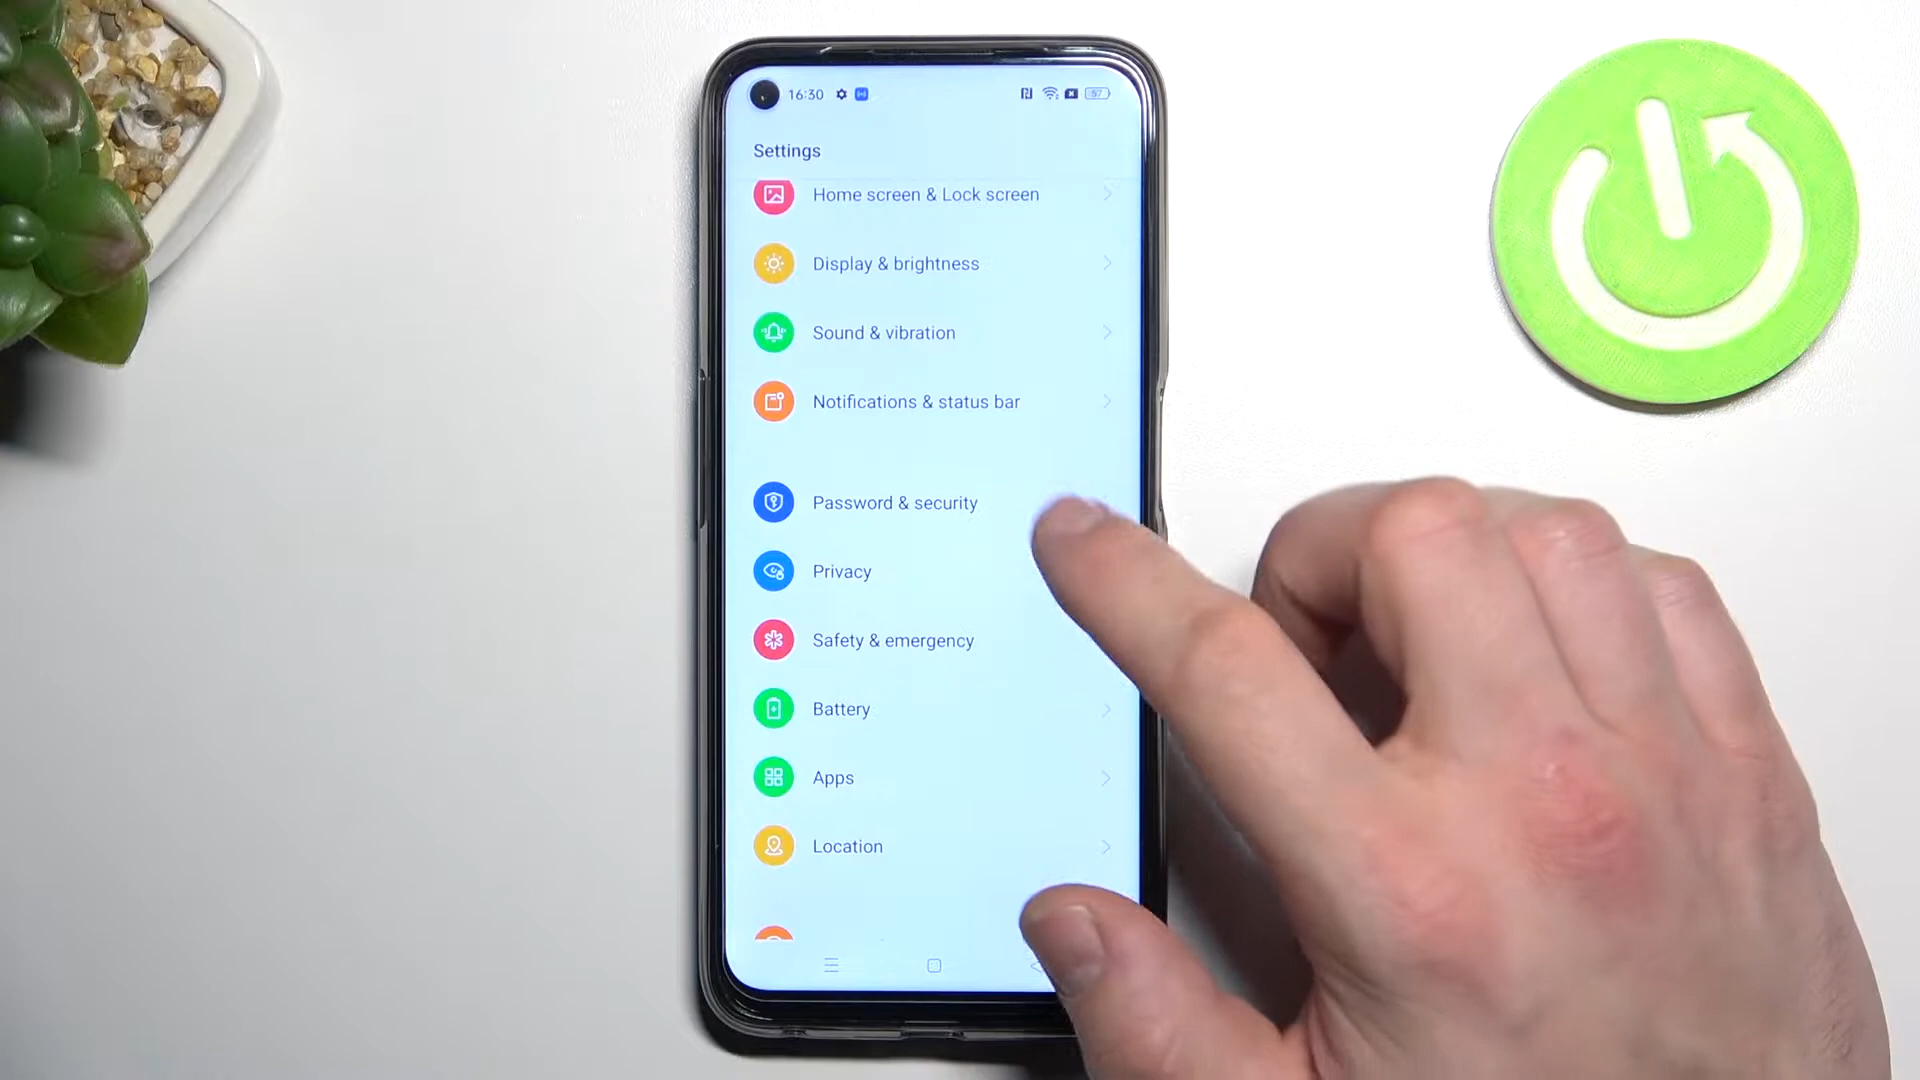 16:30
57
Settings
Home screen & Lock screen
Display & brightness
Sound & vibration
Notifications & status bar
Password & security
Privacy
Safety & emergency
Battery
Apps
Location